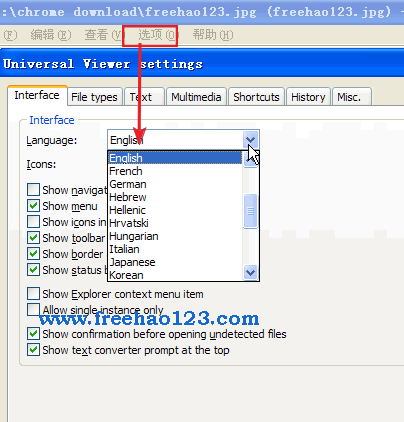 :\chrome download\freehao123.jpg (freehao123.jpg) -
(F) 编辑(E) 查看(V) 选项(O) 帮助(H)
Universal Viewer settings
Interface File types Text Multimedia Shortcuts History Misc.
Interface
Language: English
Icons:
English
French
German
Hebrew
Hellenic
Hrvatski
Hungarian
Italian
Japanese
Korean
Show navigat
Show menu
Show icons in
Show toolbar
Show border
Show status b
Show Explorer context menu item
Allow single instance only
www.freehao123.com
Show confirmation before opening undetected files
Show text converter prompt at the top